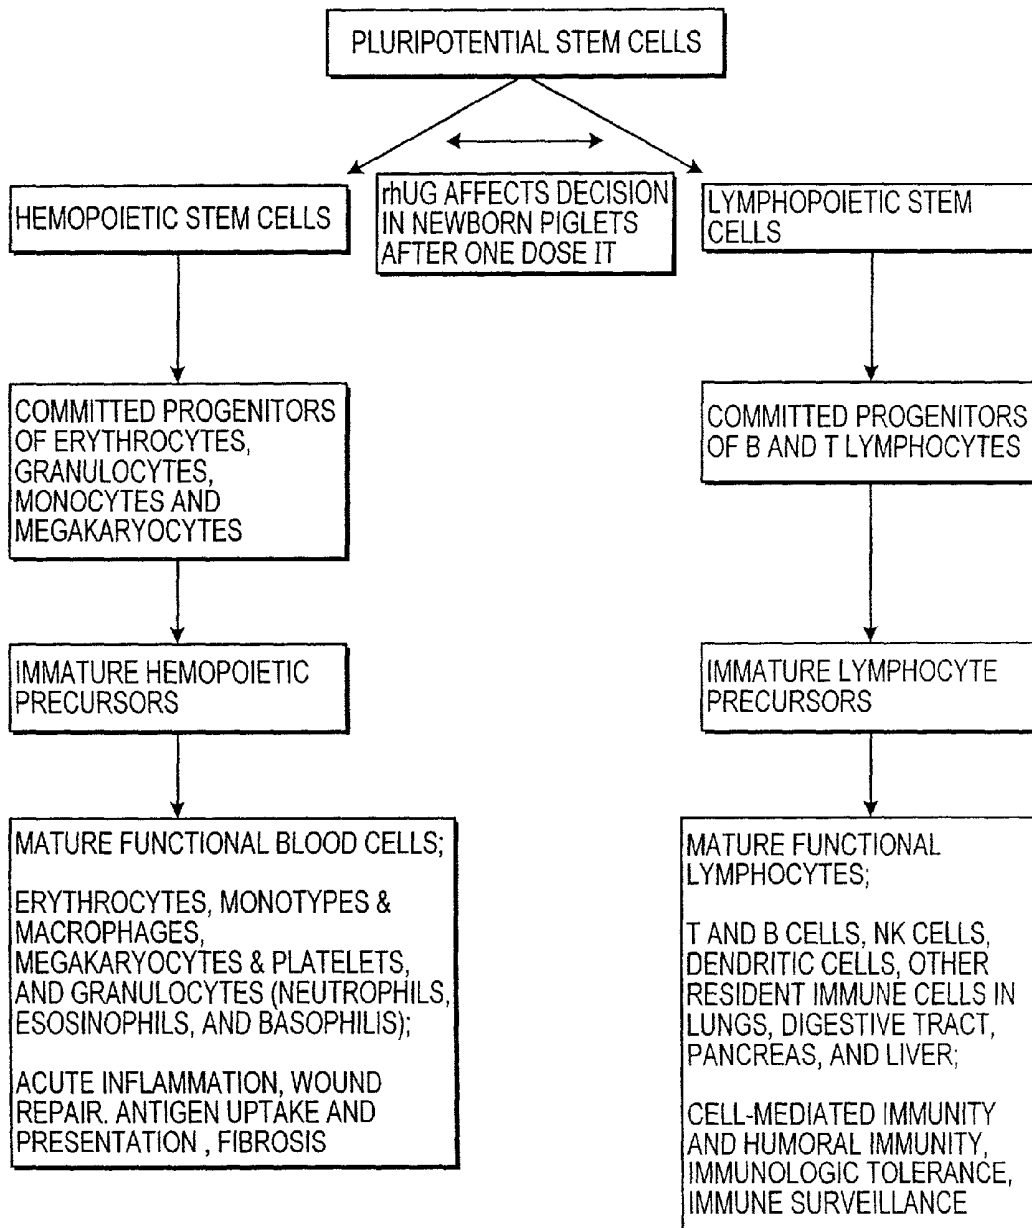 PLURIPOTENTIAL STEM CELLS
HEMOPOIETIC STEM CELLS
rhUG AFFECTS DECISION
IN NEWBORN PIGLETS
AFTER ONE DOSE IT
LYMPHOPOIETIC STEM
CELLS
COMMITTED PROGENITORS
OF ERYTHROCYTES,
GRANULOCYTES,
MONOCYTES AND
MEGAKARYOCYTES
COMMITTED PROGENITORS
OF B AND T LYMPHOCYTES
IMMATURE HEMOPOIETIC
PRECURSORS
IMMATURE LYMPHOCYTE
PRECURSORS
MATURE FUNCTIONAL BLOOD CELLS;
ERYTHROCYTES, MONOTYPES &
MACROPHAGES,
MEGAKARYOCYTES & PLATELETS,
AND GRANULOCYTES (NEUTROPHILS,
ESOSINOPHILS, AND BASOPHILIS);
ACUTE INFLAMMATION, WOUND
REPAIR. ANTIGEN UPTAKE AND
PRESENTATION , FIBROSIS
MATURE FUNCTIONAL
LYMPHOCYTES;
T AND B CELLS, NK CELLS,
DENDRITIC CELLS, OTHER
RESIDENT IMMUNE CELLS IN
LUNGS, DIGESTIVE TRACT,
PANCREAS, AND LIVER;
CELL-MEDIATED IMMUNITY
AND HUMORAL IMMUNITY,
IMMUNOLOGIC TOLERANCE,
IMMUNE SURVEILLANCE